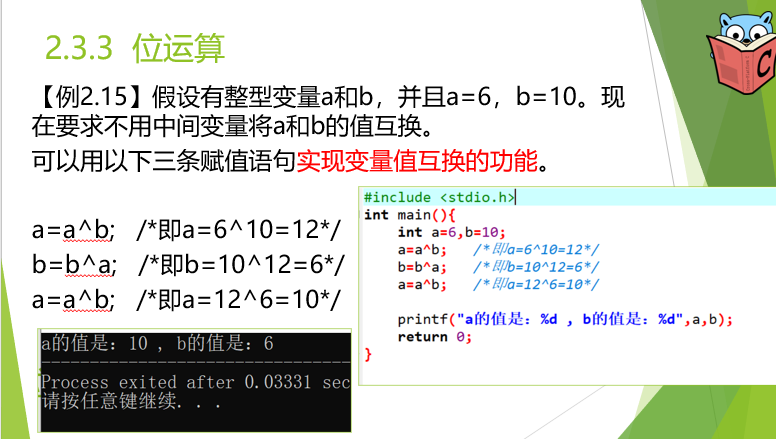 2.3.3 位运算
【例2.15】假设有整型变量a和b，并且a=6，b=10。现
在要求不用中间变量将a和b的值互换。
可以用以下三条赋值语句实现变量值互换的功能。
a=a^b; /*即a=6^10=12*/
b=b^a; /*即b=10^12=6*/
a=a^b; /*即a=12^6=10*/
#include <stdio.h>
int main(){
int a=6,b=10;
a=a^b; /*即a=6^10=12*/
b=b^a; /*即b=10^12=6*/
a=a^b; /*即a=12^6=10*/
printf("a的值是：%d , b的值是：%d",a,b);
return 0;
}
a的值是：10 , b的值是：6
--------------------------------
Process exited after 0.03331 sec
请按任意键继续. . .
C